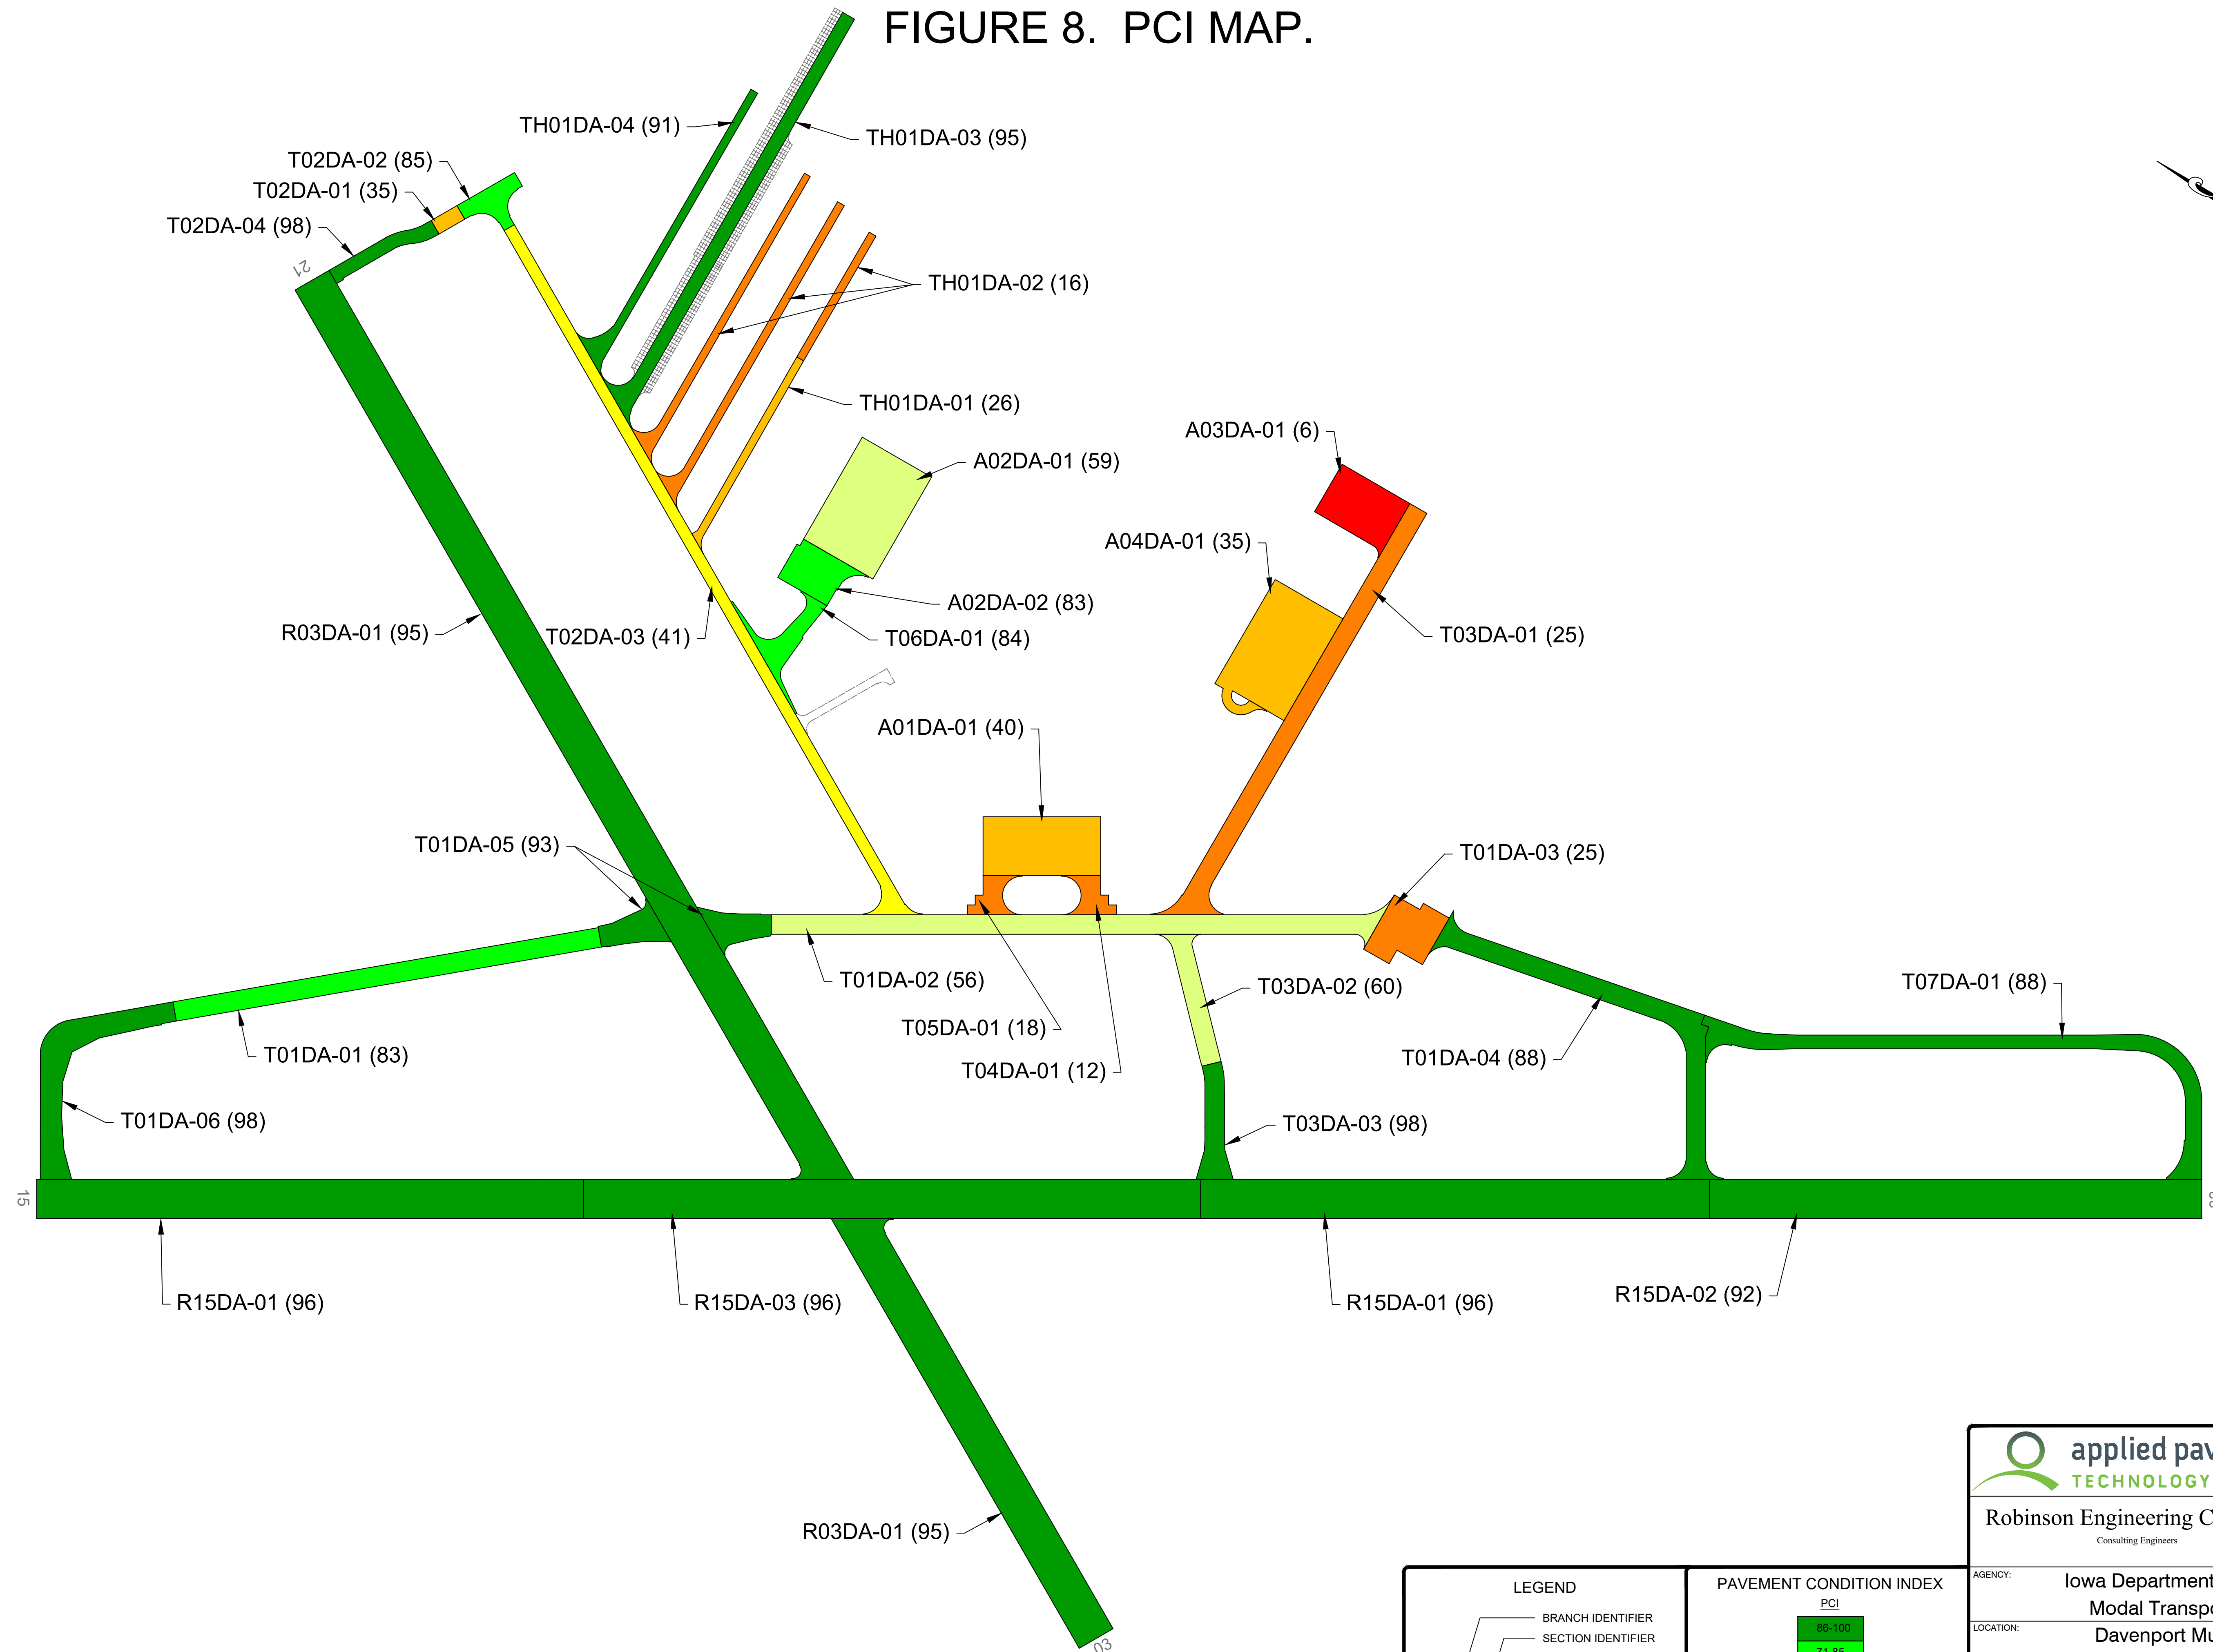 FIGURE 8. PCI MAP.
TH01DA-04 (91)
TH01DA-03 (95)
T02DA-02 (85)
T02DA-01 (35)
T02DA-04 (98)
21
TH01DA-02 (16)
TH01DA-01 (26)
A03DA-01 (6)
A02DA-01 (59)
A04DA-01 (35)
A02DA-02 (83)
R03DA-01 (95)
T02DA-03 (41)
T06DA-01 (84)
T03DA-01 (25)
A01DA-01 (40)
T01DA-05 (93)
T01DA-03 (25)
T01DA-02 (56)
T03DA-02 (60)
T07DA-01 (88)
T05DA-01 (18)
T01DA-01 (83)
T04DA-01 (12)
T01DA-04 (88)
T01DA-06 (98)
T03DA-03 (98)
15
R15DA-01 (96)
R15DA-03 (96)
R15DA-01 (96)
R15DA-02 (92)
R03DA-01 (95)
03
LEGEND
BRANCH IDENTIFIER
SECTION IDENTIFIER
PAVEMENT CONDITION INDEX
PCI
86-100
71-85
applied
TECHNOLOGY
Robinson Engineering
Consulting Engineers
AGENCY:
Iowa Department
Modal
LOCATION:
Davenport